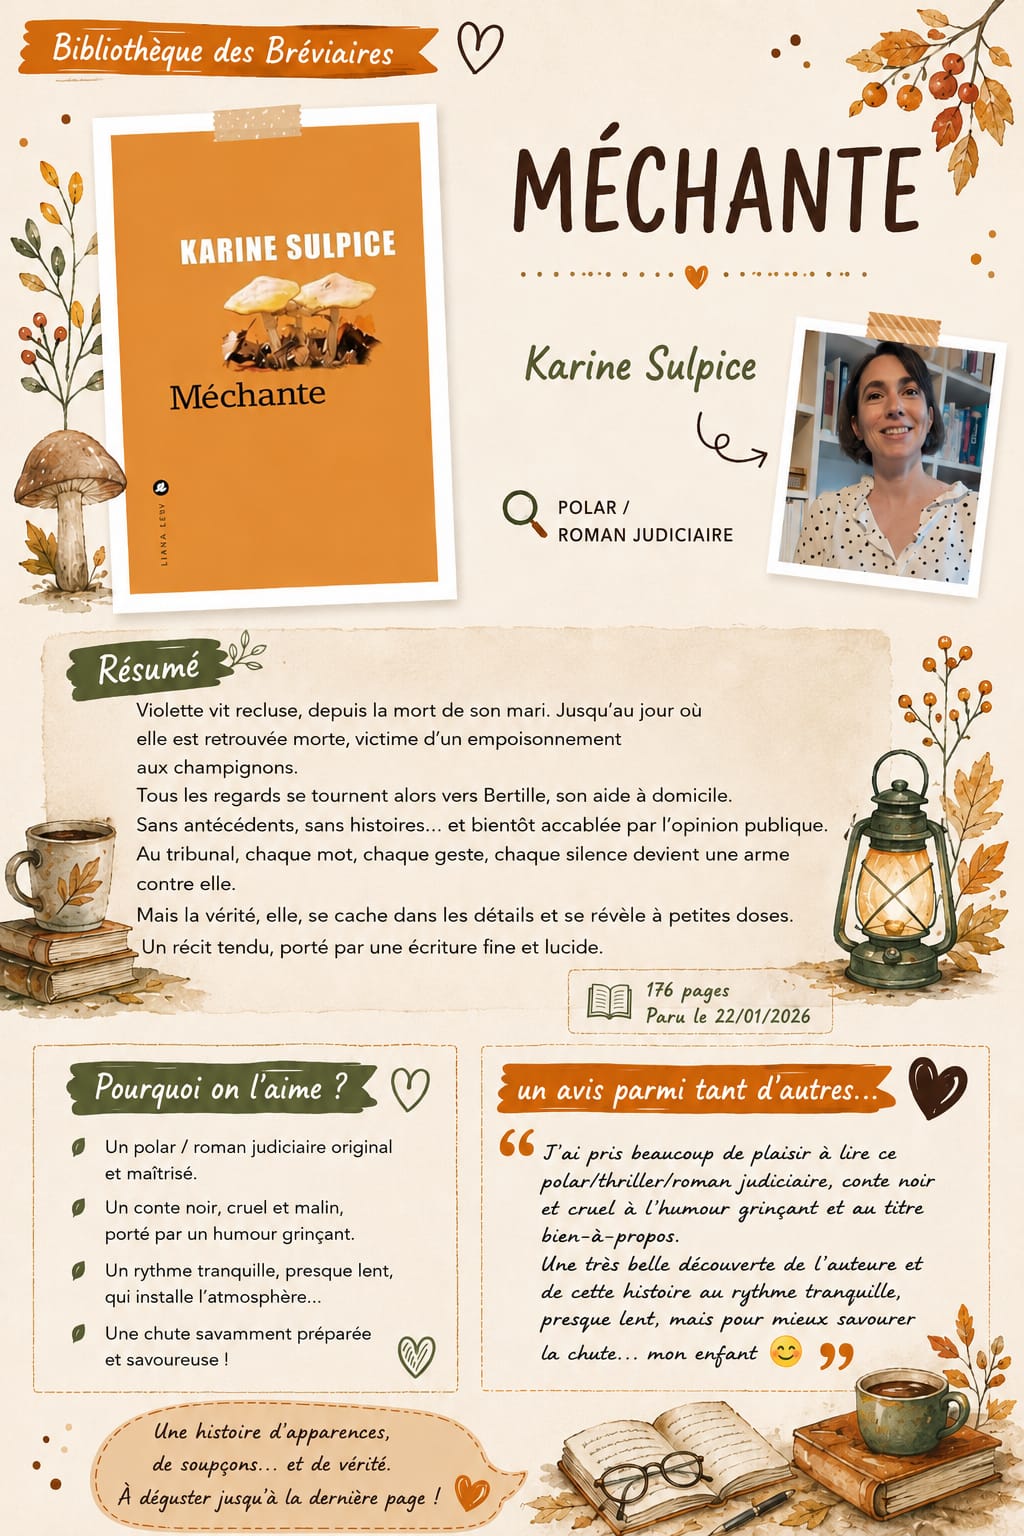 Bibliothèque des Bréviaires
KARINE SULPICE
Méchante
LIANA LEVI
MÉCHANTE
Karine Sulpice
POLAR /
ROMAN JUDICIAIRE
Résumé
Violette vit recluse, depuis la mort de son mari. Jusqu'au jour où
elle est retrouvée morte, victime d'un empoisonnement
aux champignons.
Tous les regards se tournent alors vers Bertille, son aide à domicile.
Sans antécédents, sans histoires... et bientôt accablée par l'opinion publique.
Au tribunal, chaque mot, chaque geste, chaque silence devient une arme
contre elle.
Mais la vérité, elle, se cache dans les détails et se révèle à petites doses.
Un récit tendu, porté par une écriture fine et lucide.
176 pages
Paru le 22/01/2026
Pourquoi on l'aime ?
Un polar / roman judiciaire original
et maîtrisé.
Un conte noir, cruel et malin,
porté par un humour grinçant.
Un rythme tranquille, presque lent,
qui installe l'atmosphère...
Une chute savamment préparée
et savoureuse !
un avis parmi tant d'autres...
“ J'ai pris beaucoup de plaisir à lire ce
polar/thriller/roman judiciaire, conte noir
et cruel à l'humour grinçant et au titre
bien-à-propos.
Une très belle découverte de l'auteure et
de cette histoire au rythme tranquille,
presque lent, mais pour mieux savourer
la chute... mon enfant 😊 ”
Une histoire d'apparences,
de soupçons... et de vérité.
À déguster jusqu'à la dernière page !